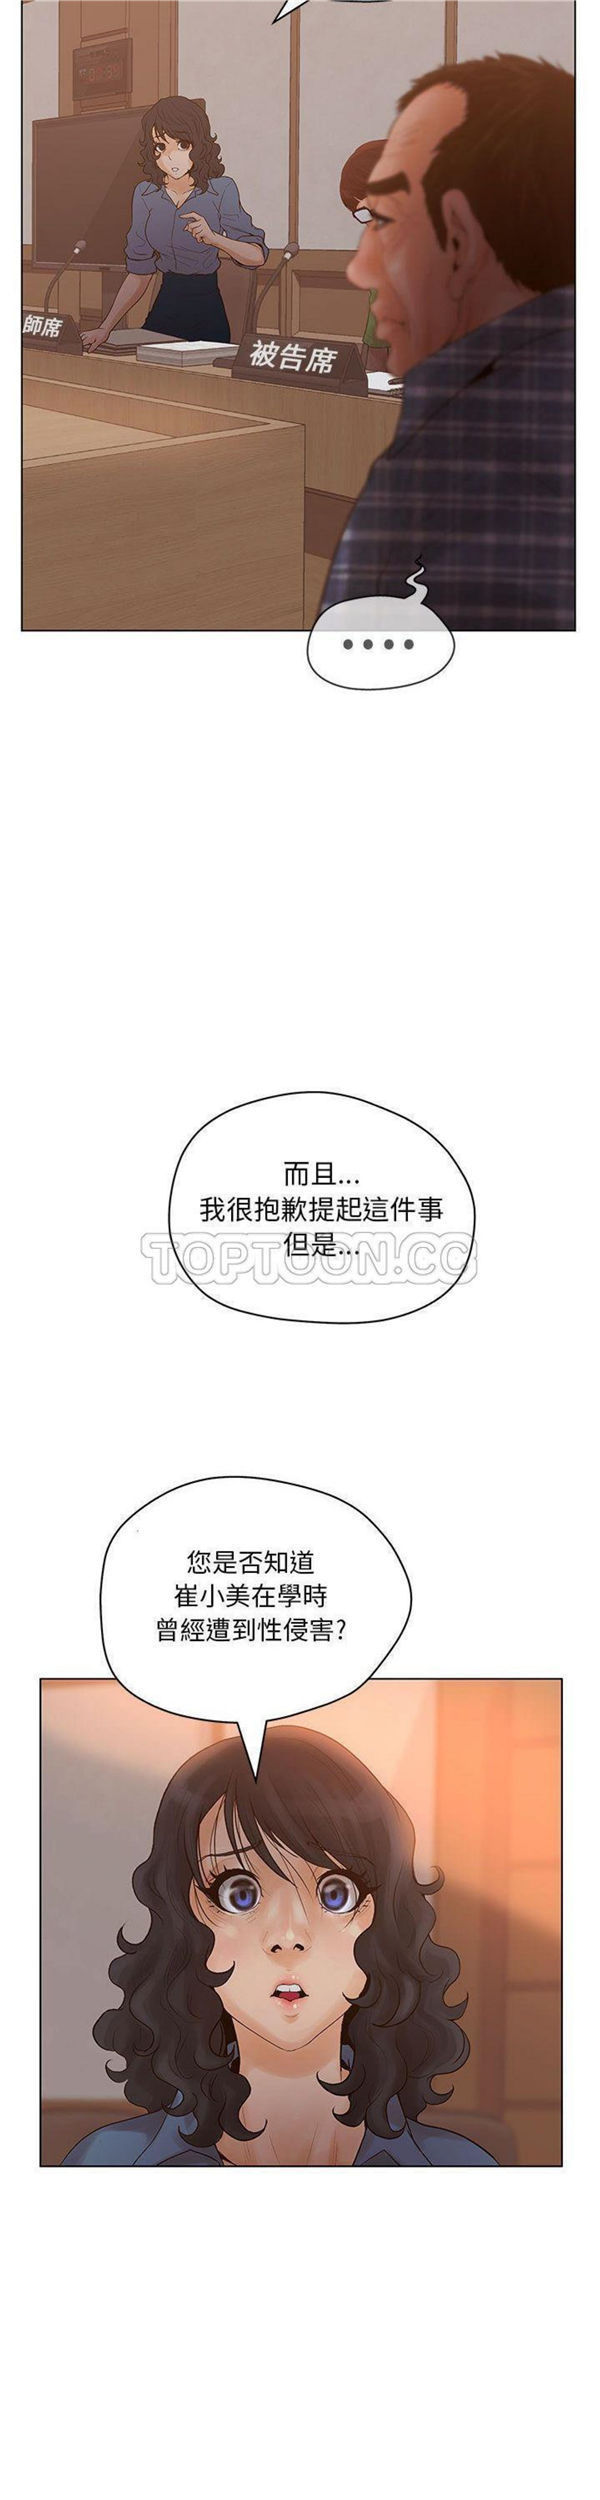 師席
被告席
而且...
我很抱歉提起這件事
但是...
TOPTOON.CC
您是否知道
崔小美在學時
曾經遭到性侵害?